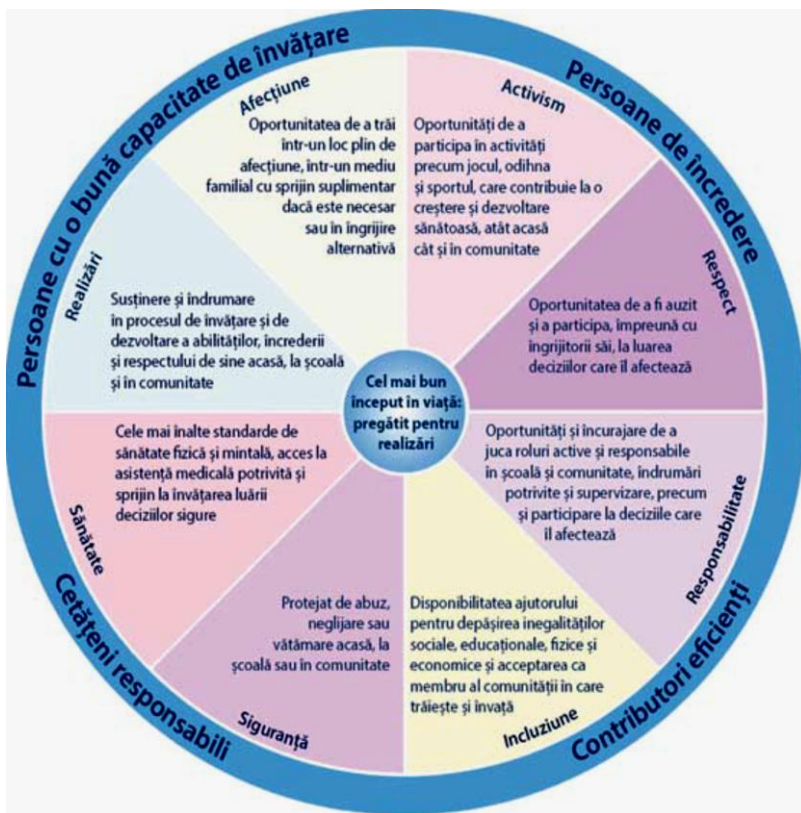 Persoane cu o bună capacitate de învățare
Persoane de încredere
Afecțiune
Oportunitatea de a trăi
într-un loc plin de
afecțiune, într-un mediu
familial cu sprijin suplimentar
dacă este necesar
sau în îngrijire
alternativă
Activism
Oportunități de a
participa în activități
precum jocul, odihna
și sportul, care contribuie la o
creștere și dezvoltare
sănătoasă, atât acasă
cât și în comunitate
Realizări
Susținere și îndrumare
în procesul de învățare și de
dezvoltare a abilităților, încrederii
și respectului de sine acasă, la școală
și în comunitate
Respect
Oportunitatea de a fi auzit
și a participa, împreună cu
îngrijitorii săi, la luarea
deciziilor care îl afectează
Cel mai bun
început în viață:
pregătit pentru
realizări
Sănătate
Cele mai înalte standarde de
sănătate fizică și mintală, acces la
asistență medicală potrivită și
sprijin la învățarea luării
deciziilor sigure
Oportunități și încurajare de a
juca roluri active și responsabile
în școală și comunitate, îndrumări
potrivite și supervizare, precum
și participare la deciziile care
îl afectează
Responsabilitate
Protejat de abuz,
neglijare sau
vătămare acasă, la
școală sau în comunitate
Siguranță
Disponibilitatea ajutorului
pentru depășirea inegalităților
sociale, educaționale, fizice și
economice și acceptarea ca
membru al comunității în care
trăiește și învață
Incluziune
Cetățeni responsabili
Contributori eficienți